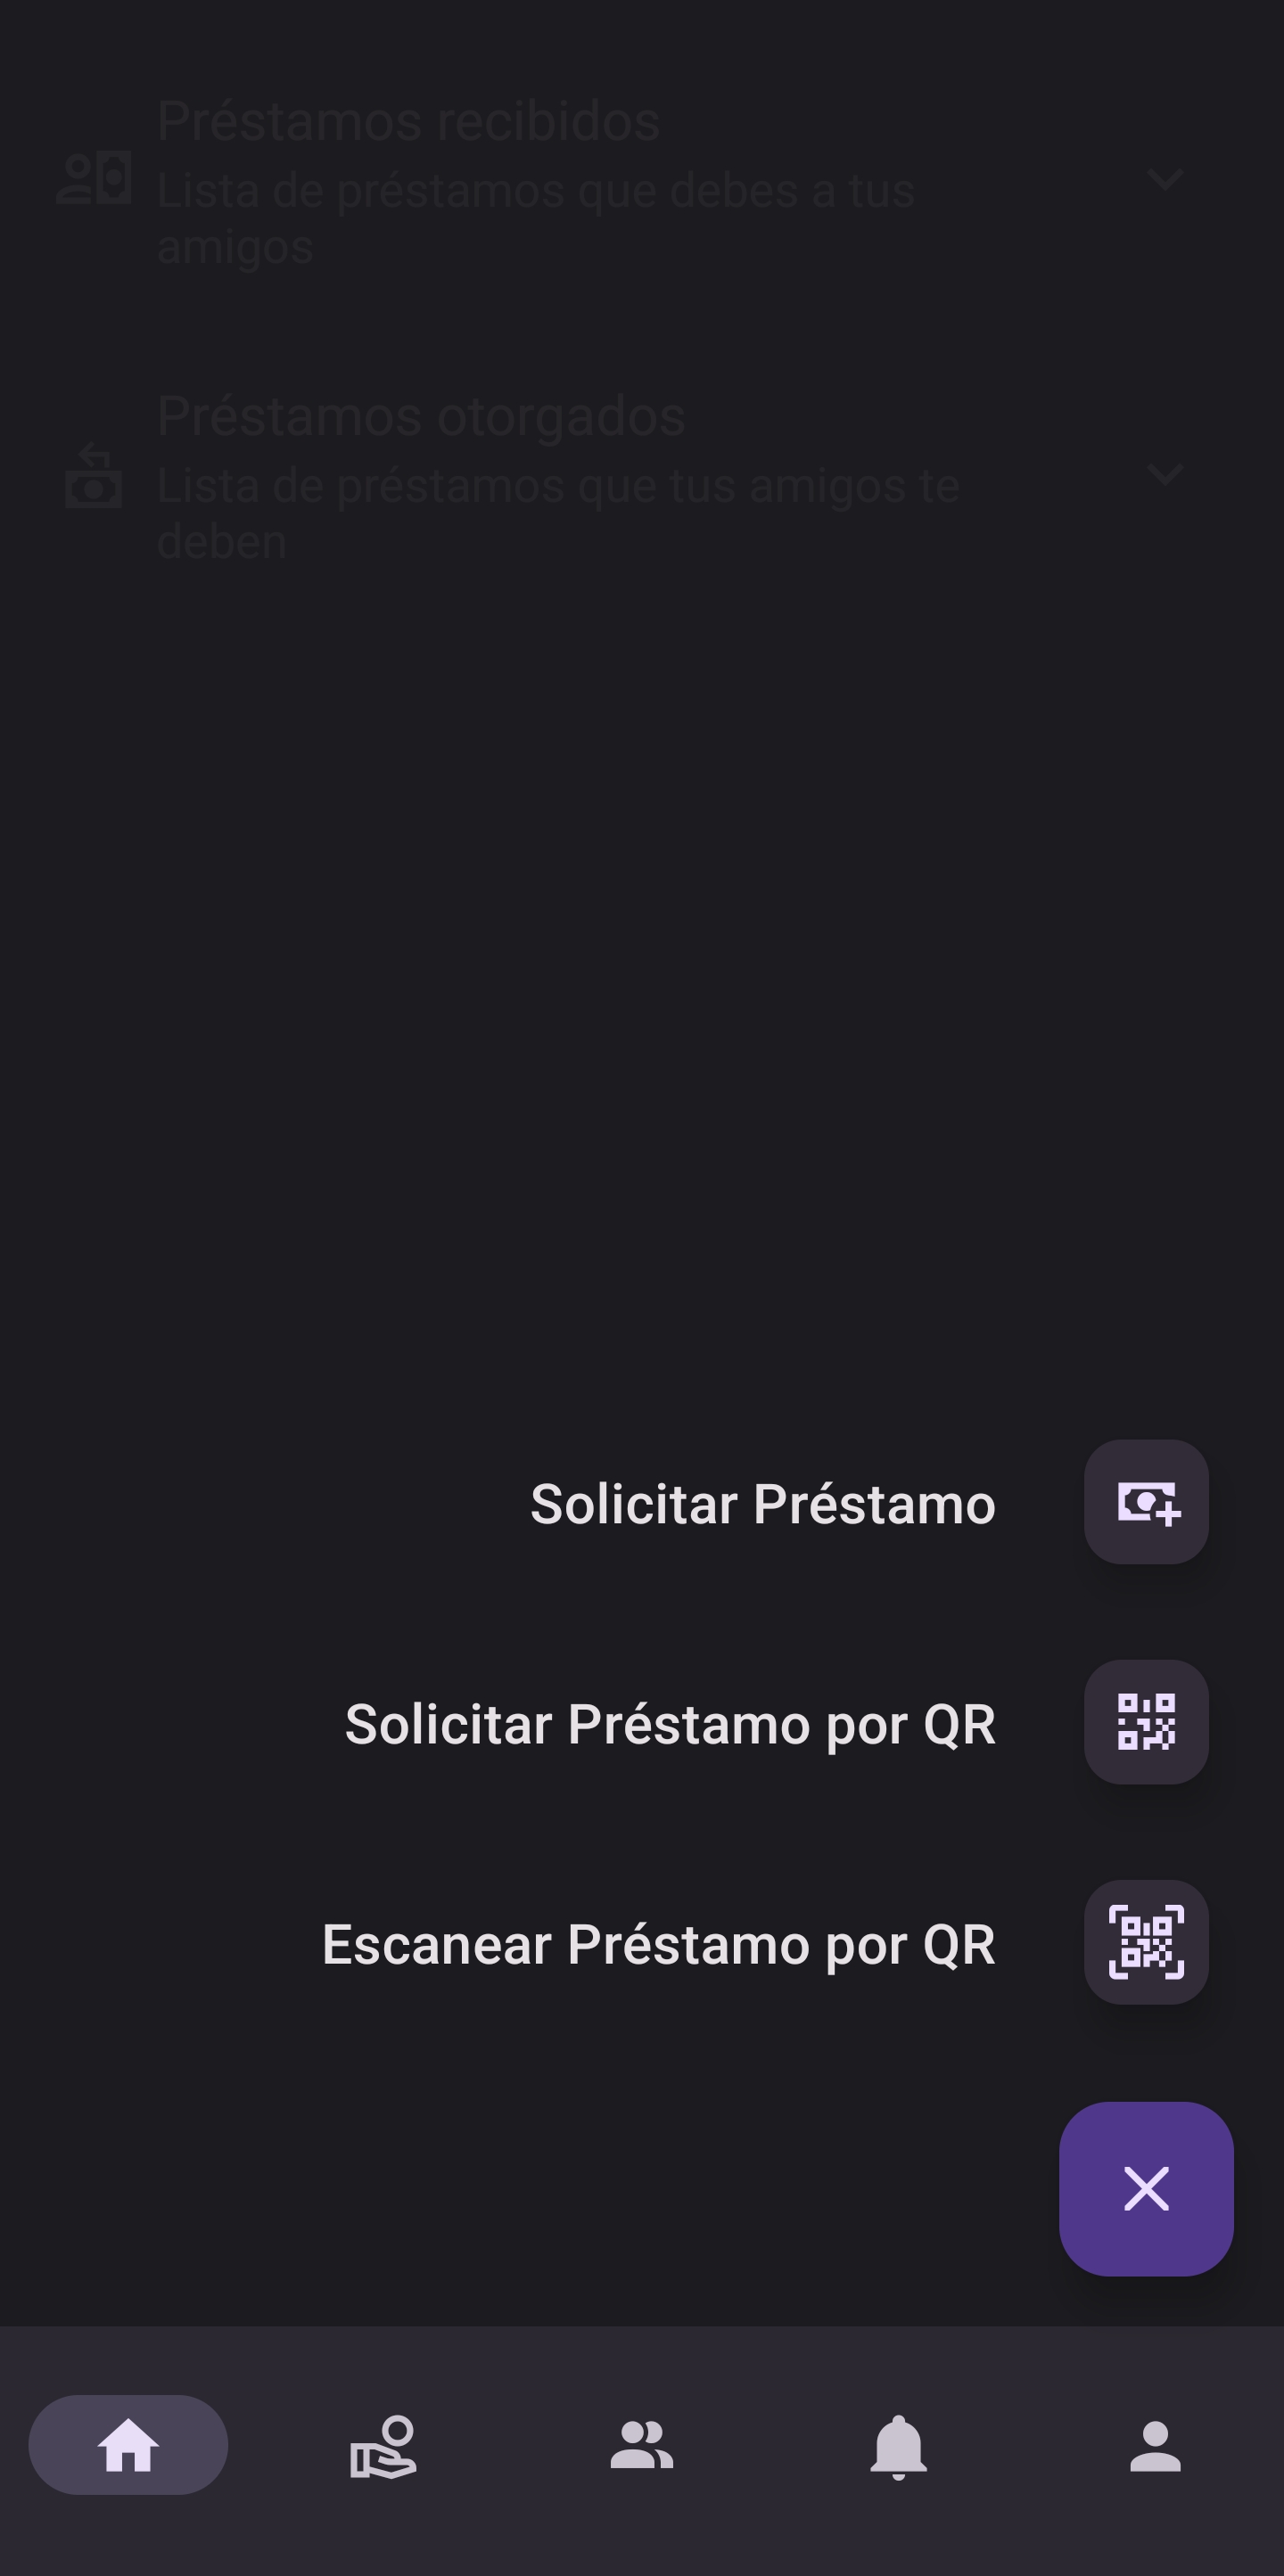 Préstamos recibidos
Lista de préstamos que debes a tus
amigos
Préstamos otorgados
Lista de préstamos que tus amigos te
deben
Solicitar Préstamo
Solicitar Préstamo por QR
Escanear Préstamo por QR